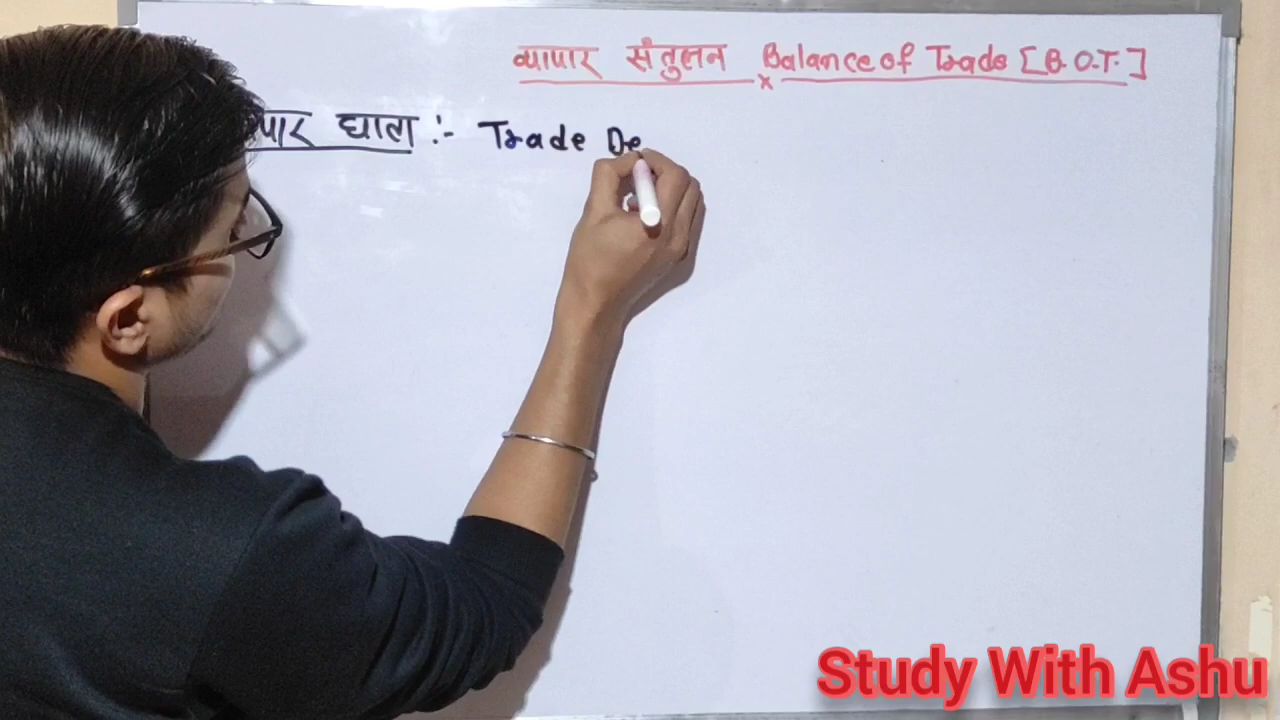 व्यापार संतुलन Balance of Trade [B.O.T.]
घाटा :- Trade De
Study With Ashu